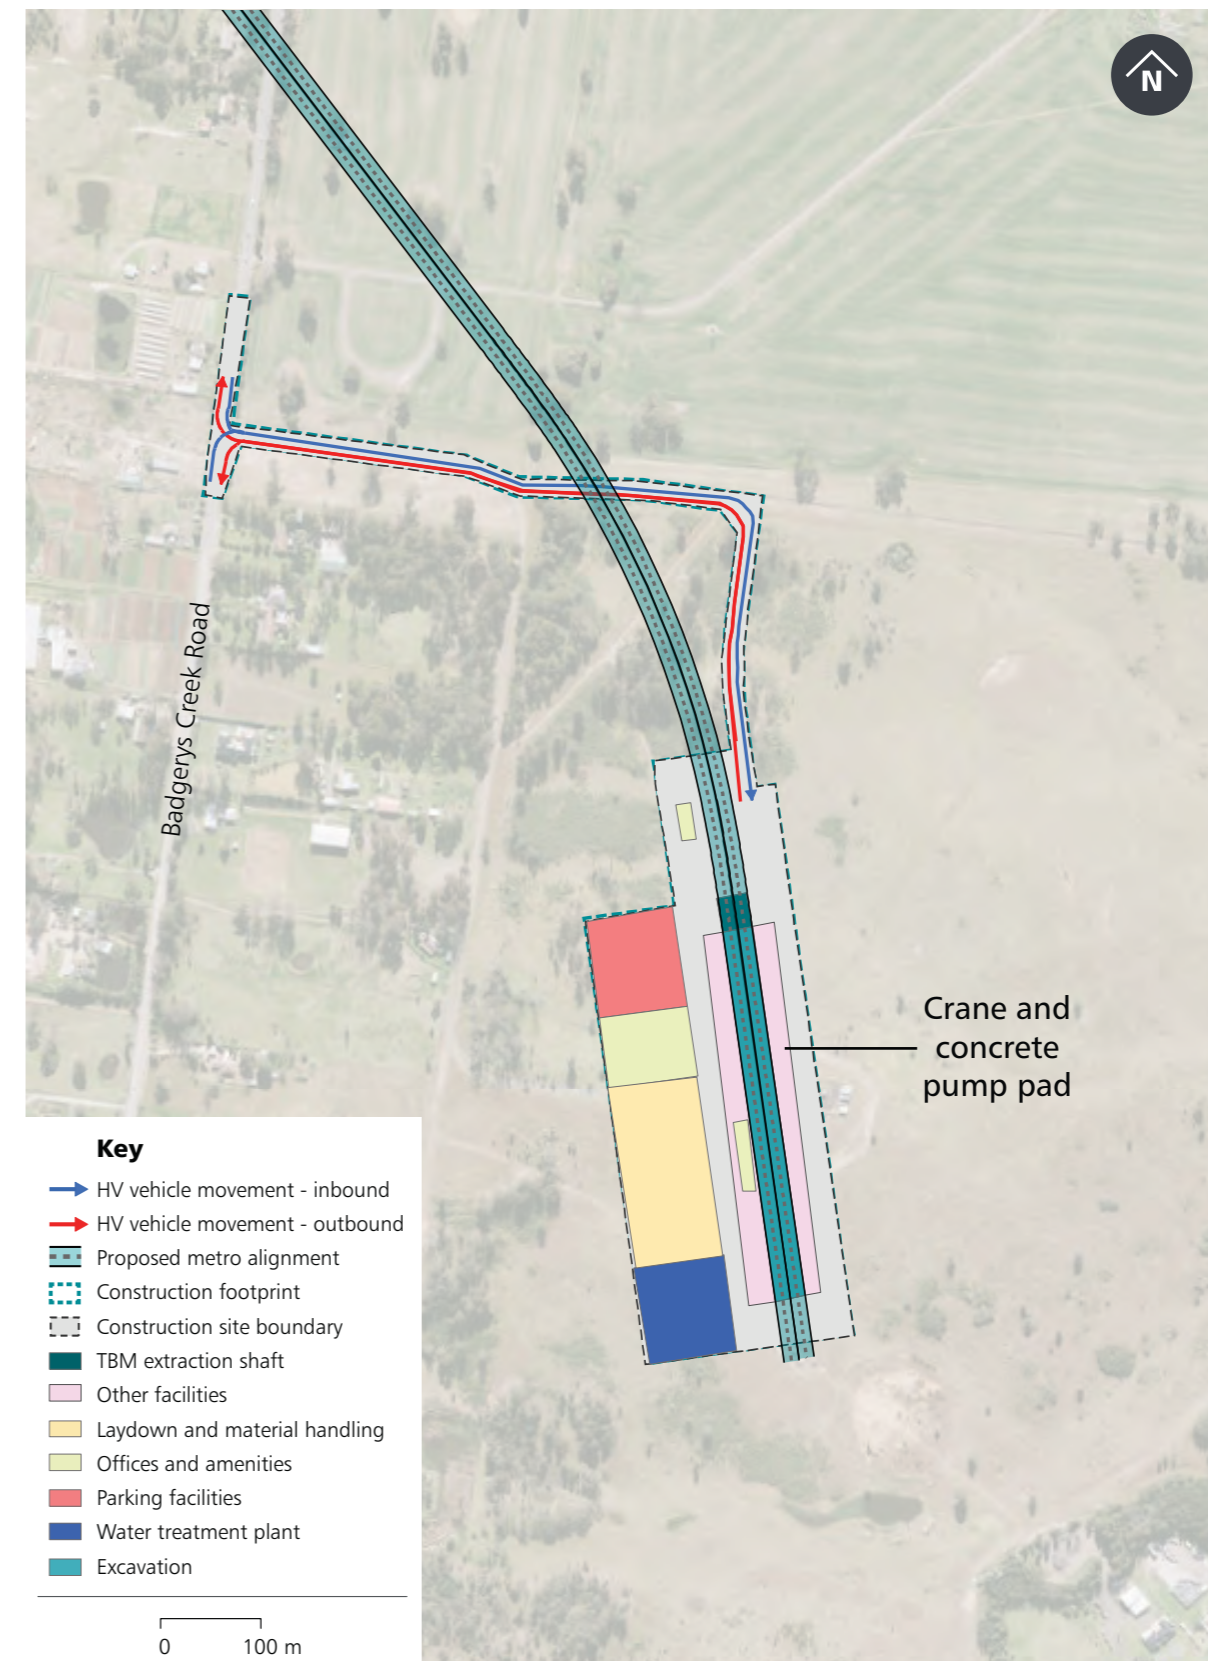 N
Badgerys Creek Road
Crane and
concrete
pump pad
Key
HV vehicle movement - inbound
HV vehicle movement - outbound
Proposed metro alignment
Construction footprint
Construction site boundary
TBM extraction shaft
Other facilities
Laydown and material handling
Offices and amenities
Parking facilities
Water treatment plant
Excavation
0 100 m